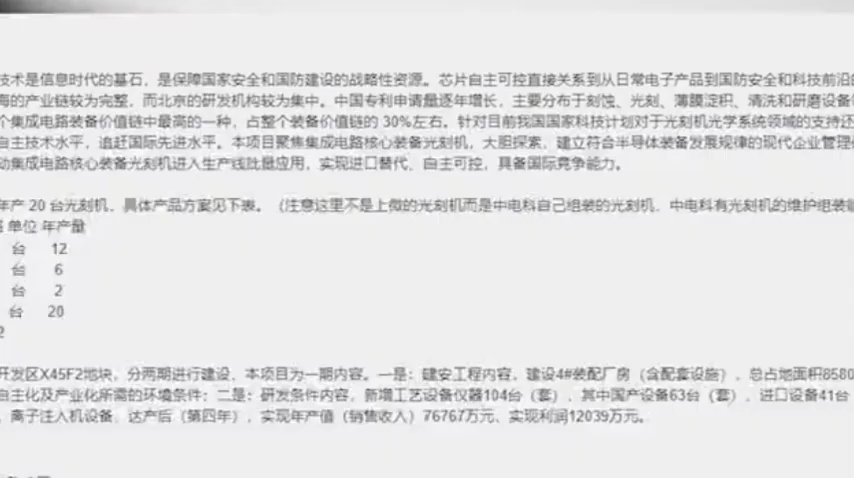 技术是信息时代的基石，是保障国家安全和国防建设的战略性资源。芯片自主可控直接关系到从日常电子产品到国防安全和科技前沿的
海的产业链较为完整，而北京的研发机构较为集中。中国专利申请量逐年增长，主要分布于刻蚀、光刻、薄膜淀积、清洗和研磨设备
个集成电路装备价值链中最高的一种，占整个装备价值链的 30%左右。针对目前我国国家科技计划对于光刻机光学系统领域的支持还
自主技术水平，追赶国际先进水平。本项目聚焦集成电路核心装备光刻机，大胆探索，建立符合半导体装备发展规律的现代企业管理
动集成电路核心装备光刻机进入生产线批量应用，实现进口替代、自主可控，具备国际竞争能力。
年产 20 台光刻机，具体产品方案见下表。（注意这里不是上微的光刻机而是中电科自己组装的光刻机，中电科有光刻机的维护组装
单位 年产量
台 12
台 6
台 2
台 20
2
开发区X45F2地块，分两期进行建设，本项目为一期内容。一是：建安工程内容，建设4#装配厂房（含配套设施），总占地面积8580
自主化及产业化所需的环境条件；二是：研发条件内容，新增工艺设备仪器104台（套），其中国产设备63台（套），进口设备41台
，离子注入机设备，达产后（第四年），实现年产值（销售收入）76767万元，实现利润12039万元。